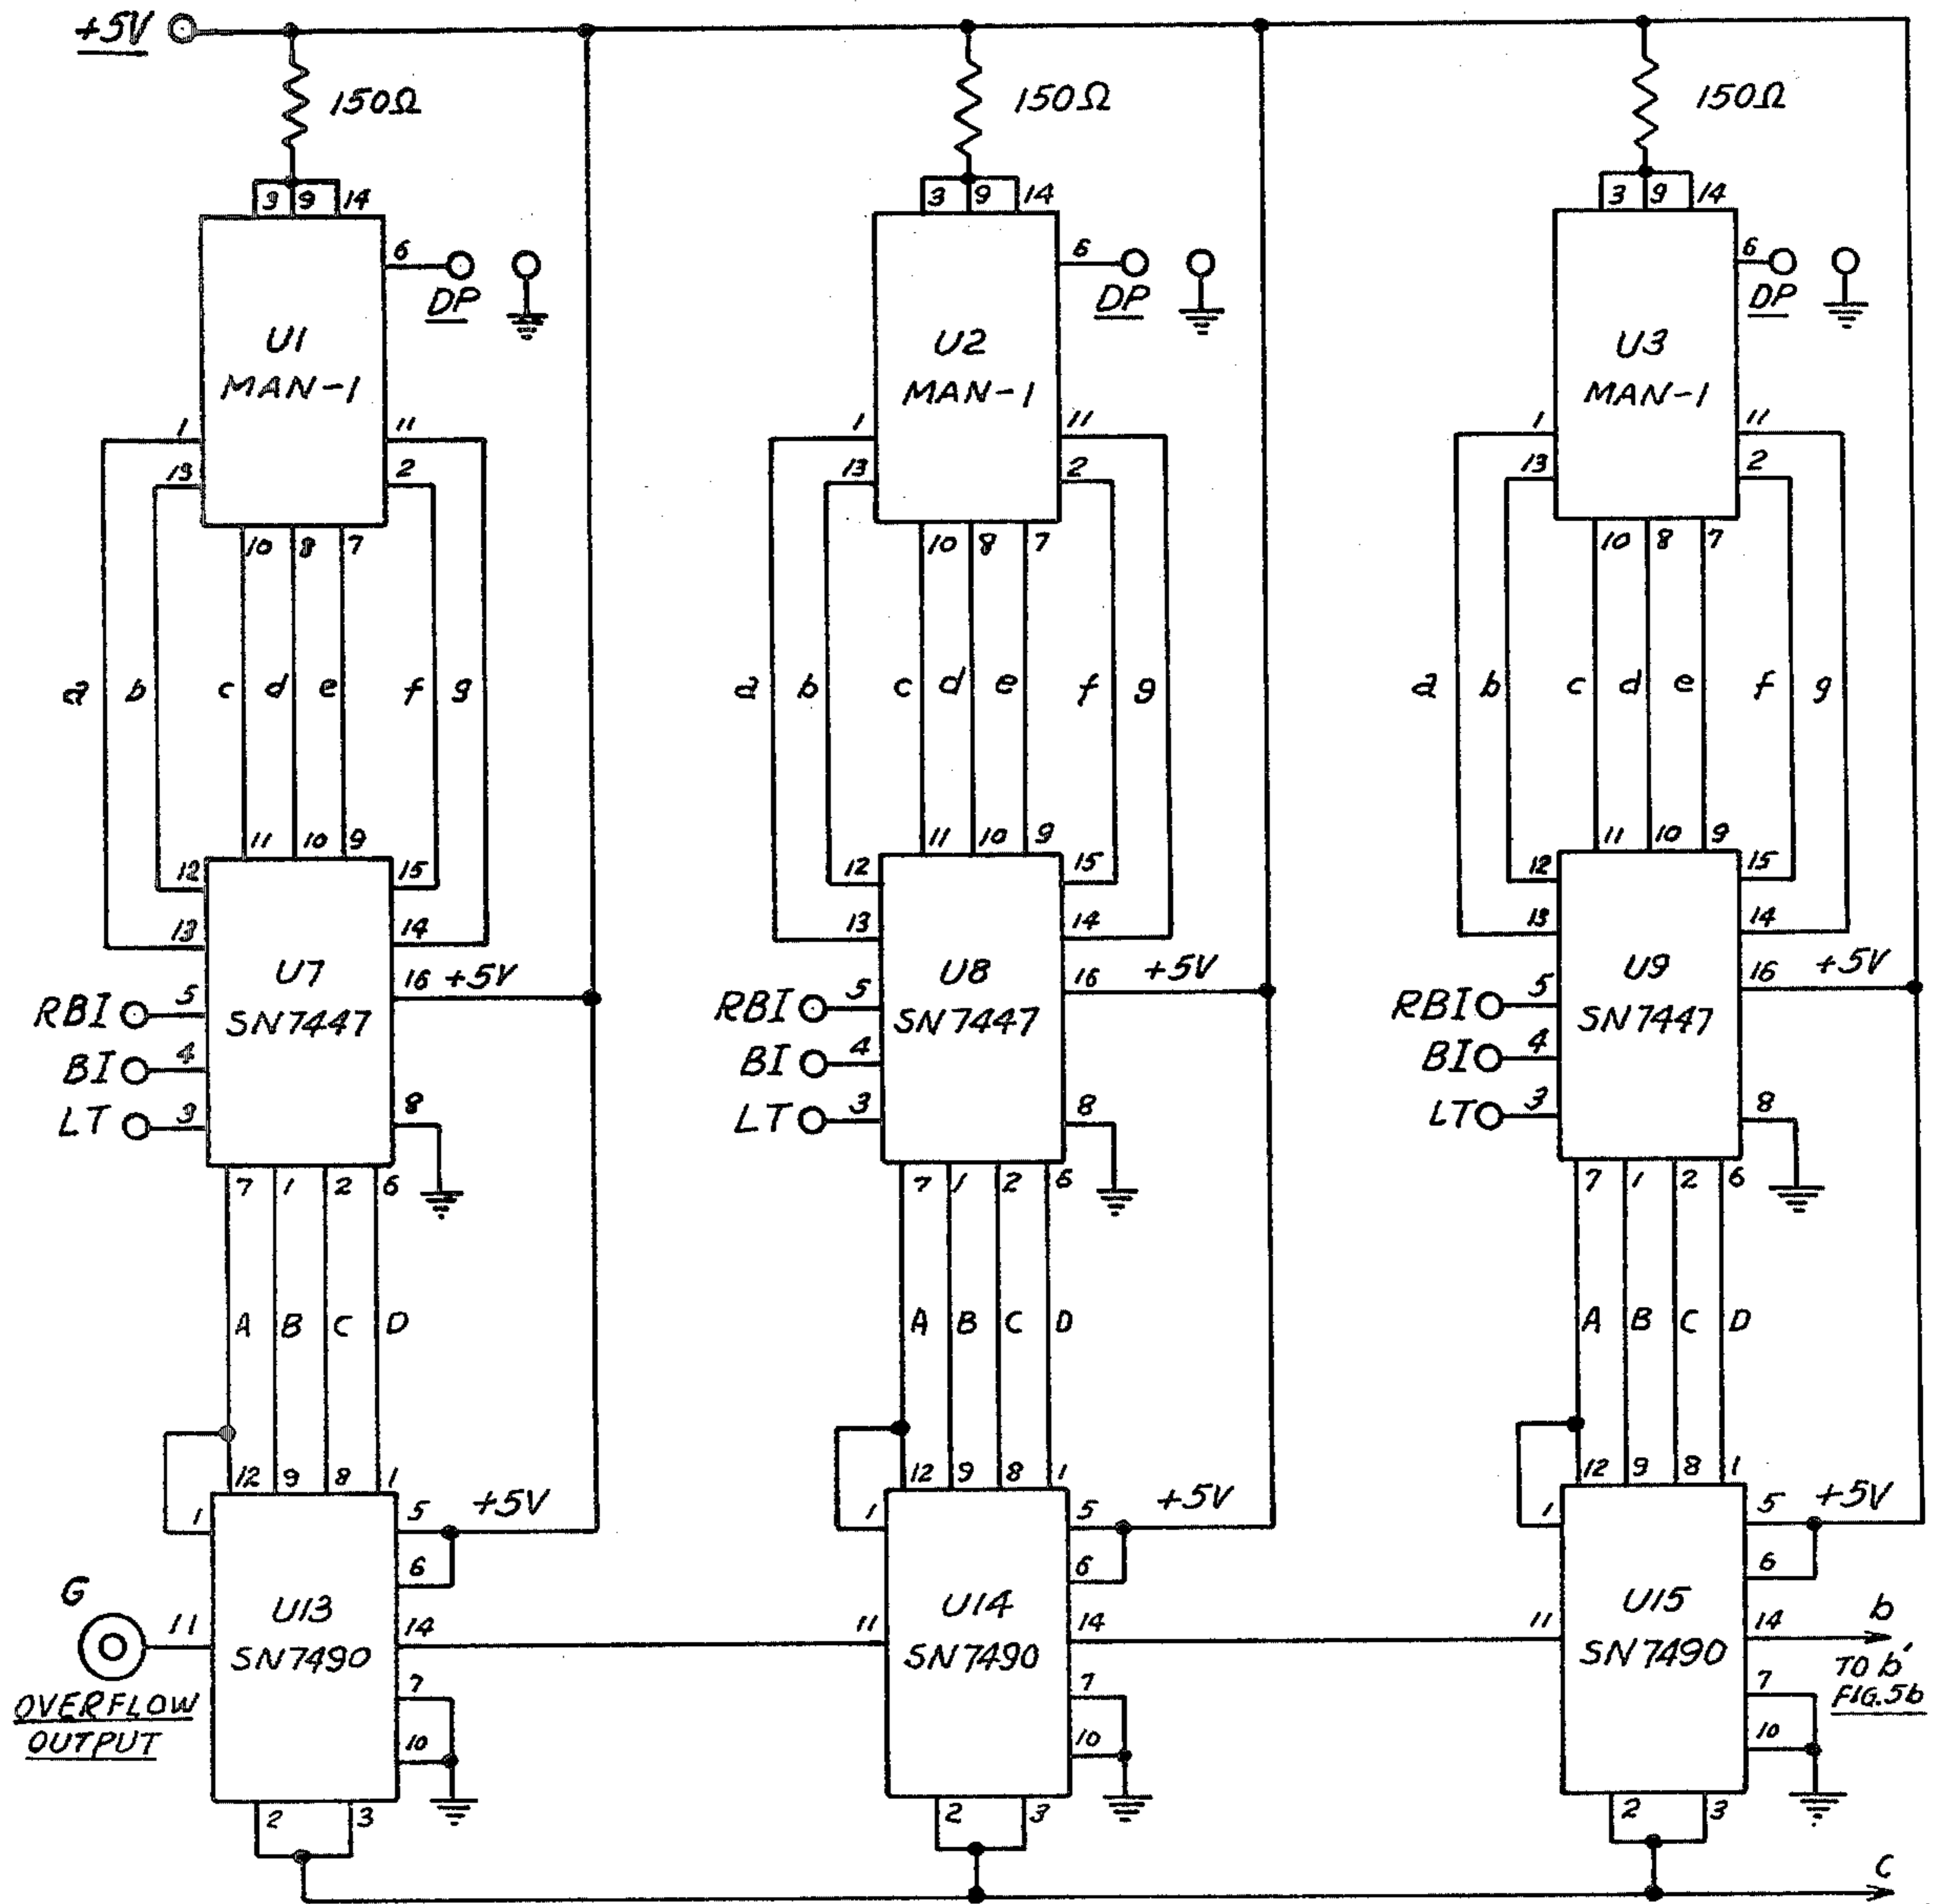 +5V
150Ω 150Ω 150Ω
3 9 14 3 9 14 3 9 14
6 6 6
DP DP DP
U1 U2 U3
MAN-1 MAN-1 MAN-1
1 11 1 11 1 11
13 2 13 2 13 2
10 8 7 10 8 7 10 8 7
a b c d e f g a b c d e f g a b c d e f g
11 10 9 11 10 9 11 10 9
12 15 12 15 12 15
13 14 13 14 13 14
U7 16 +5V U8 16 +5V U9 16 +5V
RBI 5 SN7447 RBI 5 SN7447 RBI 5 SN7447
BI 4 BI 4 BI 4
LT 3 8 LT 3 8 LT 3 8
7 1 2 6 7 1 2 6 7 1 2 6
A B C D A B C D A B C D
12 9 8 1 12 9 8 1 12 9 8 1
1 5 +5V 1 5 +5V 1 5 +5V
6 6 6
G U13 U14 U15 b
11 14 11 14 11 14
SN7490 SN7490 SN7490 TO b'
7 7 7 FIG.5b
OVERFLOW
OUTPUT
10 10 10
2 3 2 3 2 3
C